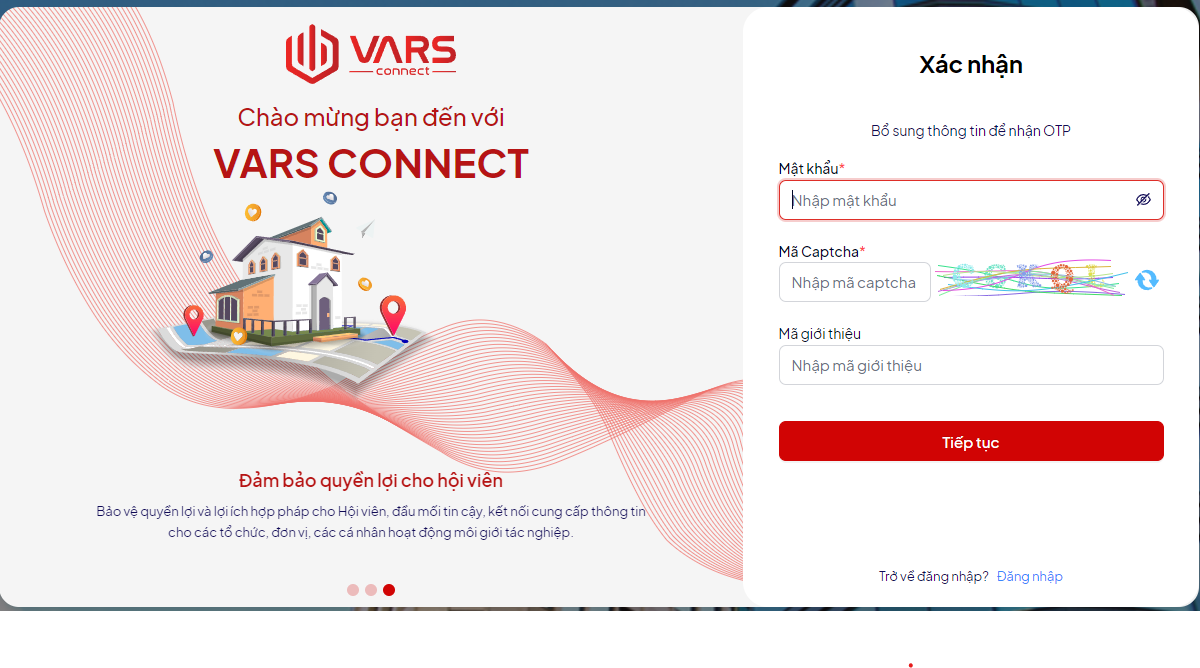 VARS
connect
Chào mừng bạn đến với
VARS CONNECT
Đảm bảo quyền lợi cho hội viên
Bảo vệ quyền lợi và lợi ích hợp pháp cho Hội viên, đầu mối tin cậy, kết nối cung cấp thông tin
cho các tổ chức, đơn vị, các cá nhân hoạt động môi giới tác nghiệp.
Xác nhận
Bổ sung thông tin để nhận OTP
Mật khẩu*
Nhập mật khẩu
Mã Captcha*
Nhập mã captcha
Mã giới thiệu
Nhập mã giới thiệu
Tiếp tục
Trở về đăng nhập? Đăng nhập